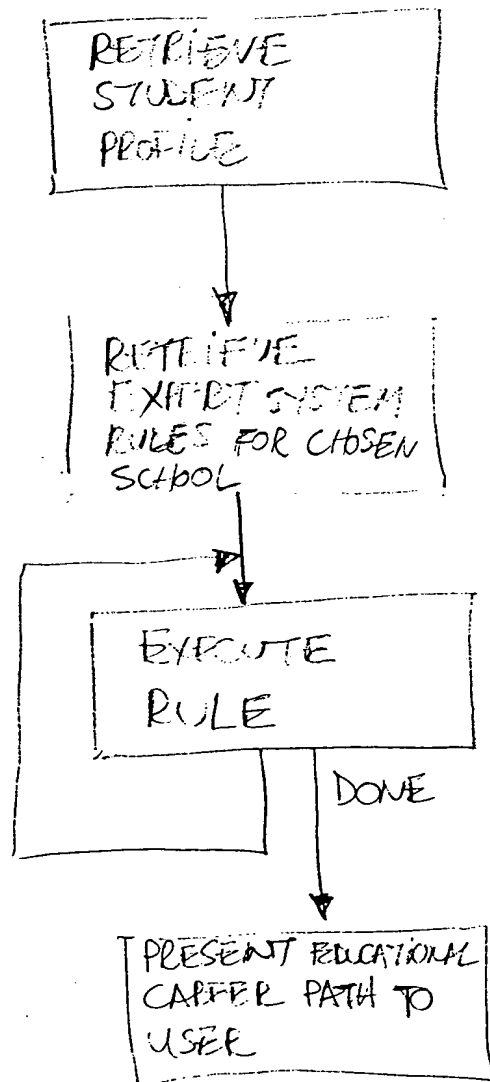 RETRIEVE
STUDENT
PROFILE
RETRIEVE
EXPERT SYSTEM
RULES FOR CHOSEN
SCHOOL
EXECUTE
RULE
DONE
PRESENT EDUCATIONAL
CAREER PATH TO
USER